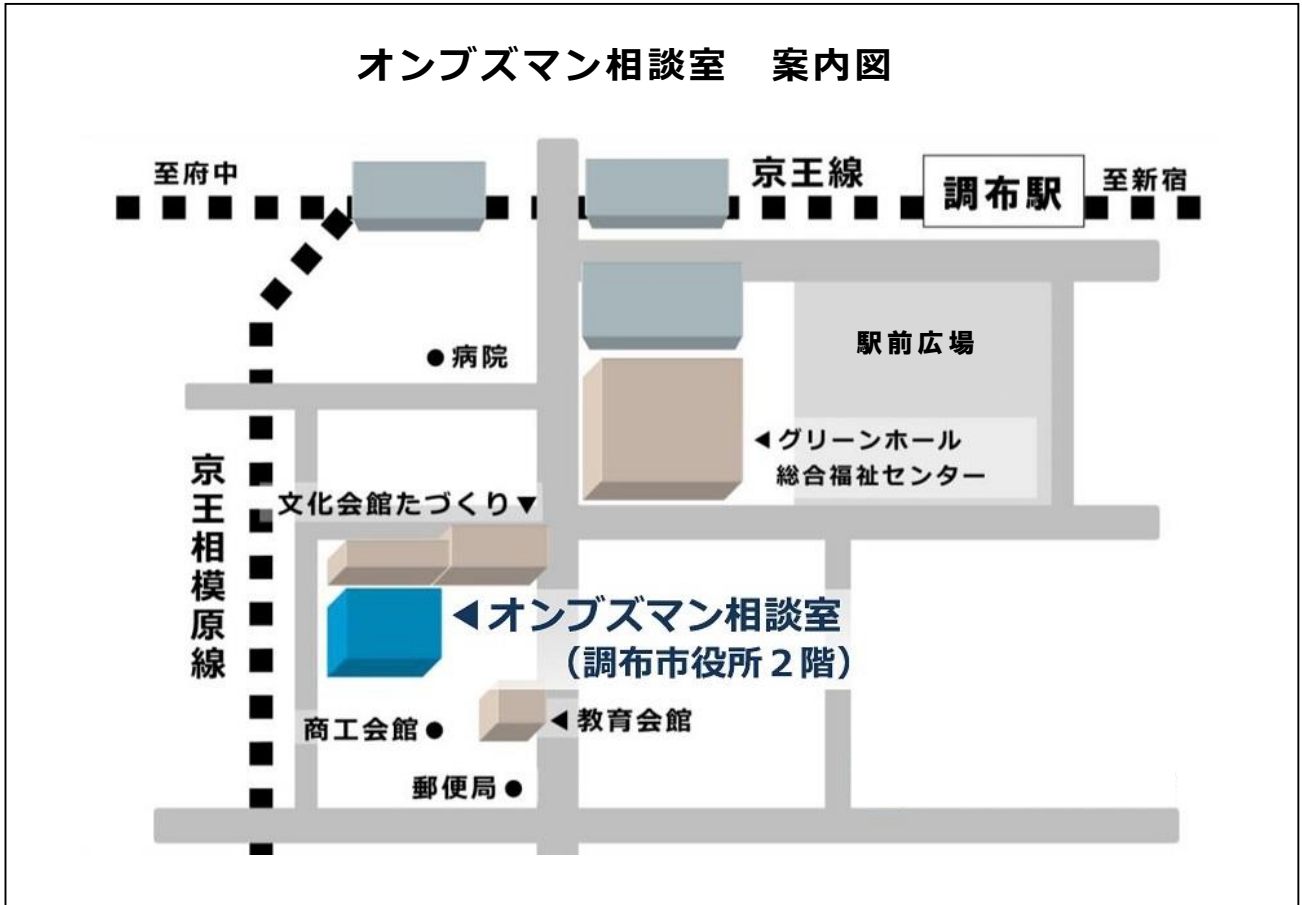 オンブズマン相談室　案内図
至府中
京王線
調布駅
至新宿
駅前広場
●病院
◀グリーンホール
総合福祉センター
京王相模原線
文化会館たづくり▼
◀オンブズマン相談室
（調布市役所２階）
商工会館●
◀教育会館
郵便局●